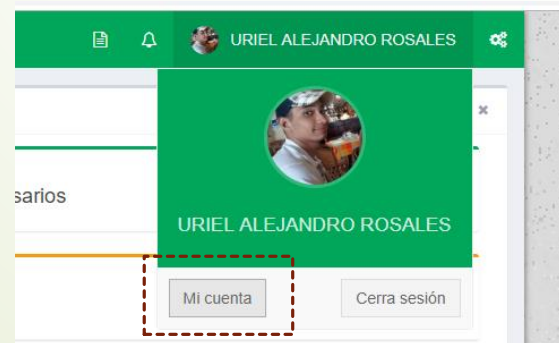 URIEL ALEJANDRO ROSALES
sarios
URIEL ALEJANDRO ROSALES
Mi cuenta
Cerra sesión